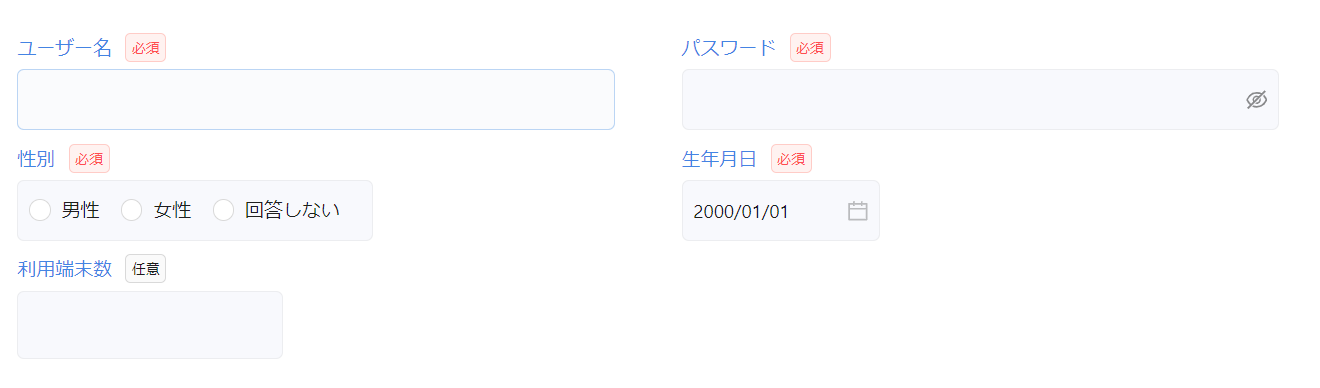 ユーザー名 必須
パスワード 必須
性別 必須
男性 女性 回答しない
生年月日 必須
2000/01/01
利用端末数 任意